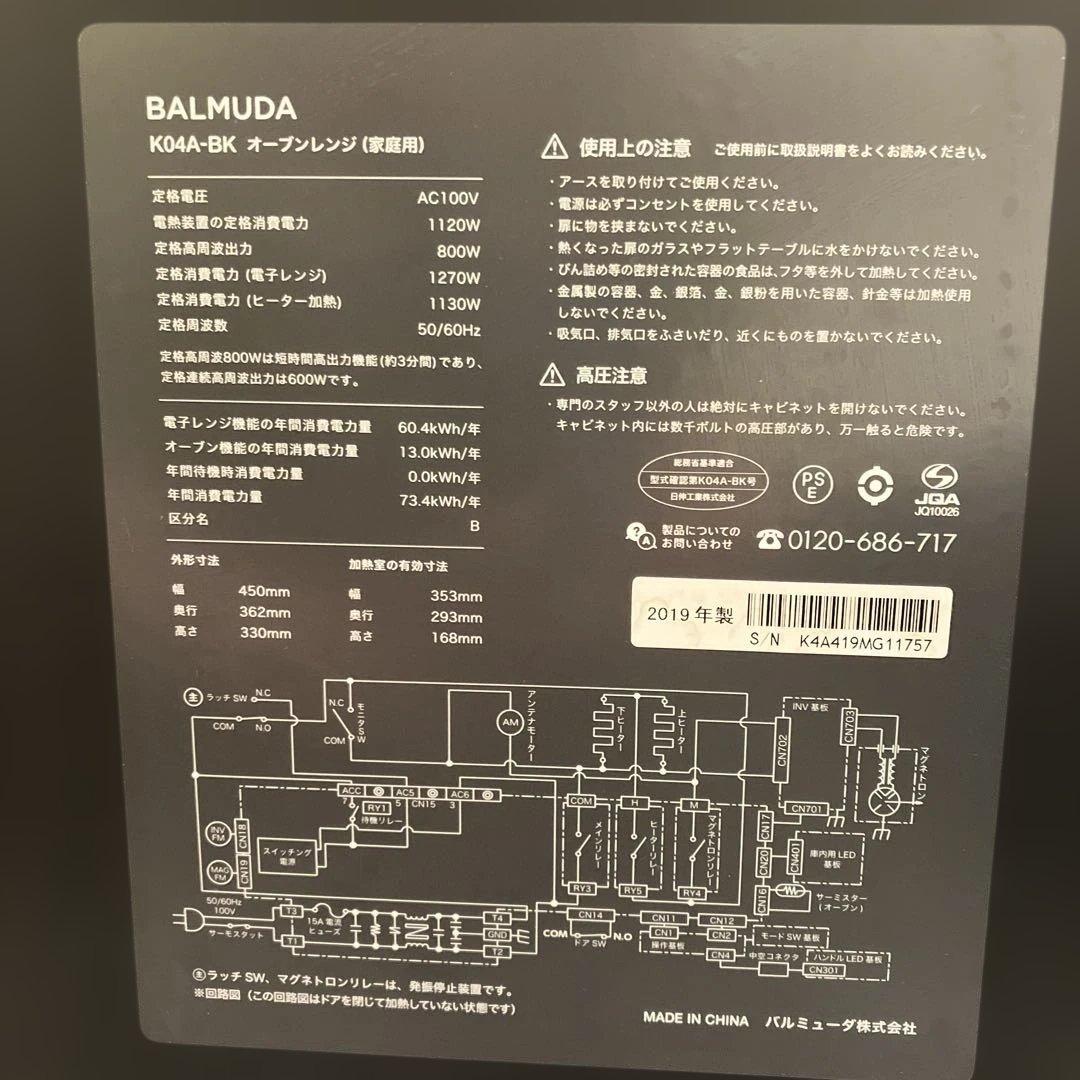 BALMUDA
K04A-BK オーブンレンジ (家庭用)
定格電圧 AC100V
電熱装置の定格消費電力 1120W
定格高周波出力 800W
定格消費電力 (電子レンジ) 1270W
定格消費電力 (ヒーター加熱) 1130W
定格周波数 50/60Hz
定格高周波800Wは短時間高出力機能 (約3分間) であり、
定格連続高周波出力は600Wです。
電子レンジ機能の年間消費電力量 60.4kWh/年
オーブン機能の年間消費電力量 13.0kWh/年
年間待機時消費電力量 0.0kWh/年
年間消費電力量 73.4kWh/年
区分名 B
外形寸法 加熱室の有効寸法
幅 450mm 幅 353mm
奥行 362mm 奥行 293mm
高さ 330mm 高さ 168mm
使用上の注意 ご使用前に取扱説明書をよくお読みください。
・アースを取り付けてご使用ください。
・電源は必ずコンセントを使用してください。
・扉に物を挟まないでください。
・熱くなった扉のガラスやフラットテーブルに水をかけないでください。
・びん詰め等の密封された容器の食品は、フタ等を外して加熱してください。
・金属製の容器、金、銀箔、金、銀粉を用いた容器、針金等は加熱使用
しないでください。
・吸気口、排気口をふさいだり、近くにものを置かないでください。
高圧注意
・専門のスタッフ以外の人は絶対にキャビネットを開けないでください。
キャビネット内には数千ボルトの高圧部があり、万一触ると危険です。
総務省基準適合
型式確認第K04A-BK号
日伸工業株式会社
PS
E
JQA
JQ10026
?
A
製品についての
お問い合わせ
0120-686-717
2019 年製
S/N K4A419MG11757
主 ラッチ SW N.C
COM N.O
N.C
COM
モニタSW
AM
アンテナモーター
下ヒーター
上ヒーター
INV 基板
CN703
CN702
CN701
マグネトロン
ACC AC5 AC6
7 5 CN15 3
RY1
待機リレー
INV
FM
CN18
MAG
FM
CN19
スイッチング
電源
COM H M
メインリレー
ヒーターリレー
マグネトロンリレー
RY3 RY5 RY4
CN17
CN20
CN16
CN401
庫内用 LED
基板
サーミスター
(オーブン)
50/60Hz
100V
サーモスタット
T3
T1
15A 電流
ヒューズ
T4
GND
T2
CN14
COM N.O
ドア SW
CN11 CN12
CN1 CN2
操作基板
モード SW 基板
CN4 中空コネクタ
ハンドル LED 基板
CN301
主ラッチ SW、マグネトロンリレーは、発振停止装置です。
※回路図 (この回路図はドアを閉じて加熱していない状態です)
MADE IN CHINA バルミューダ株式会社